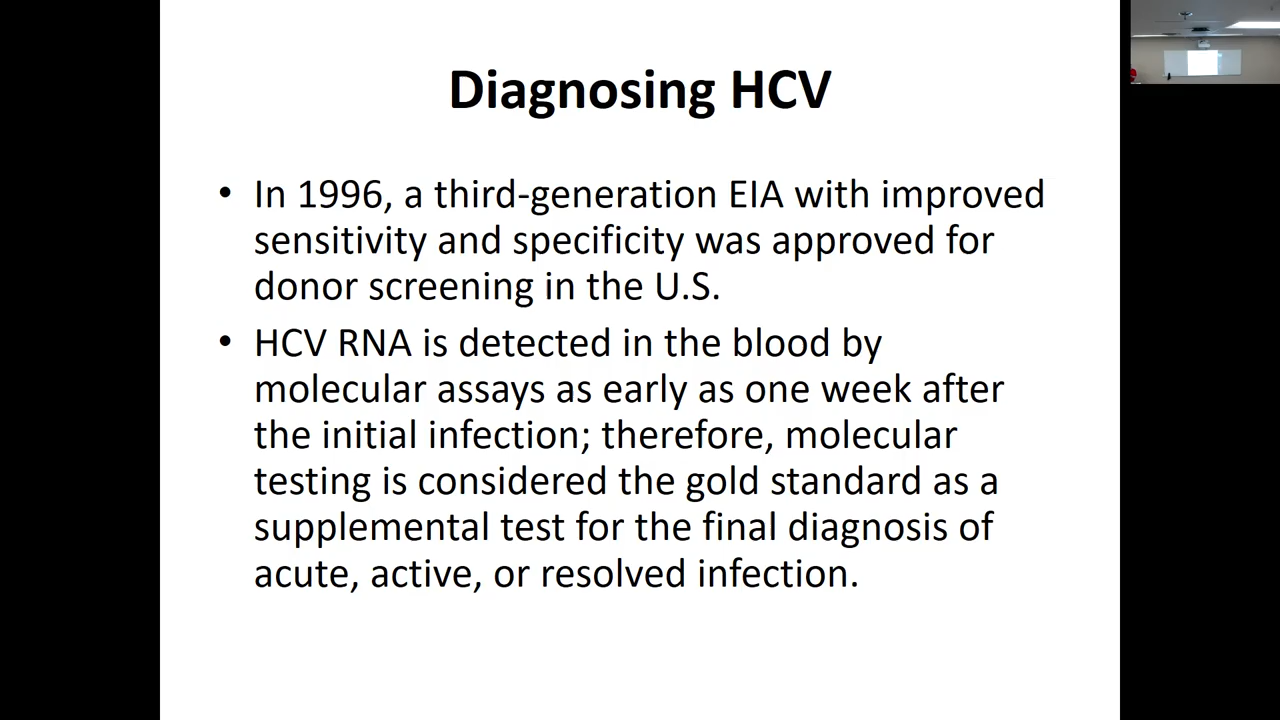 Diagnosing HCV
• In 1996, a third-generation EIA with improved
sensitivity and specificity was approved for
donor screening in the U.S.
• HCV RNA is detected in the blood by
molecular assays as early as one week after
the initial infection; therefore, molecular
testing is considered the gold standard as a
supplemental test for the final diagnosis of
acute, active, or resolved infection.